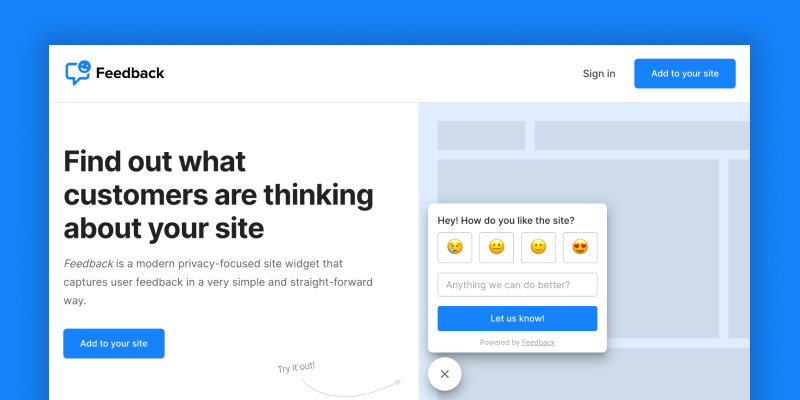 Feedback
Sign in
Add to your site
Find out what
customers are thinking
about your site
Feedback is a modern privacy-focused site widget that
captures user feedback in a very simple and straight-forward
way.
Add to your site
Try it out!
Hey! How do you like the site?
Anything we can do better?
Let us know!
Powered by Feedback